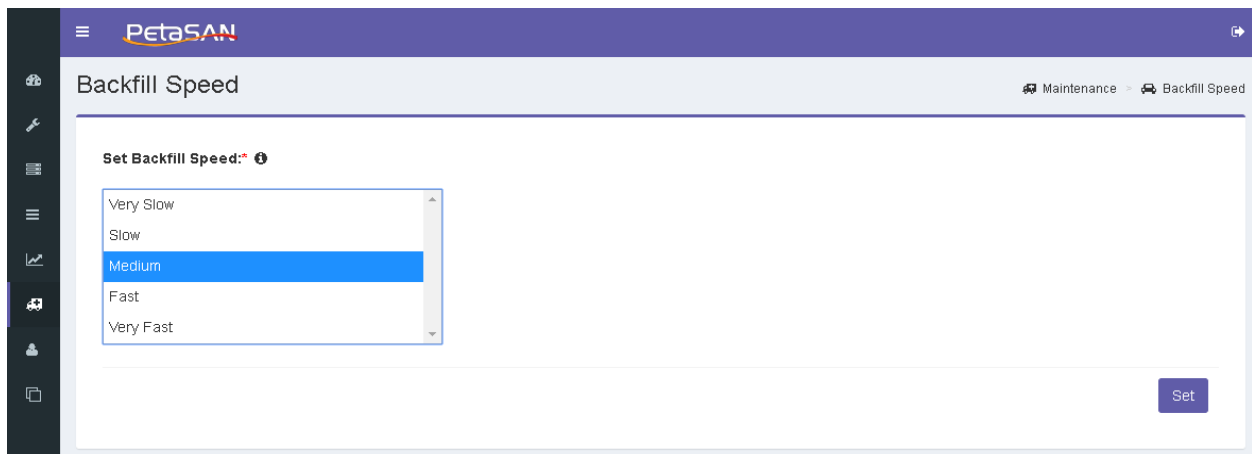 PetaSAN
Backfill Speed
Maintenance > Backfill Speed
Set Backfill Speed:*
Very Slow
Slow
Medium
Fast
Very Fast
Set